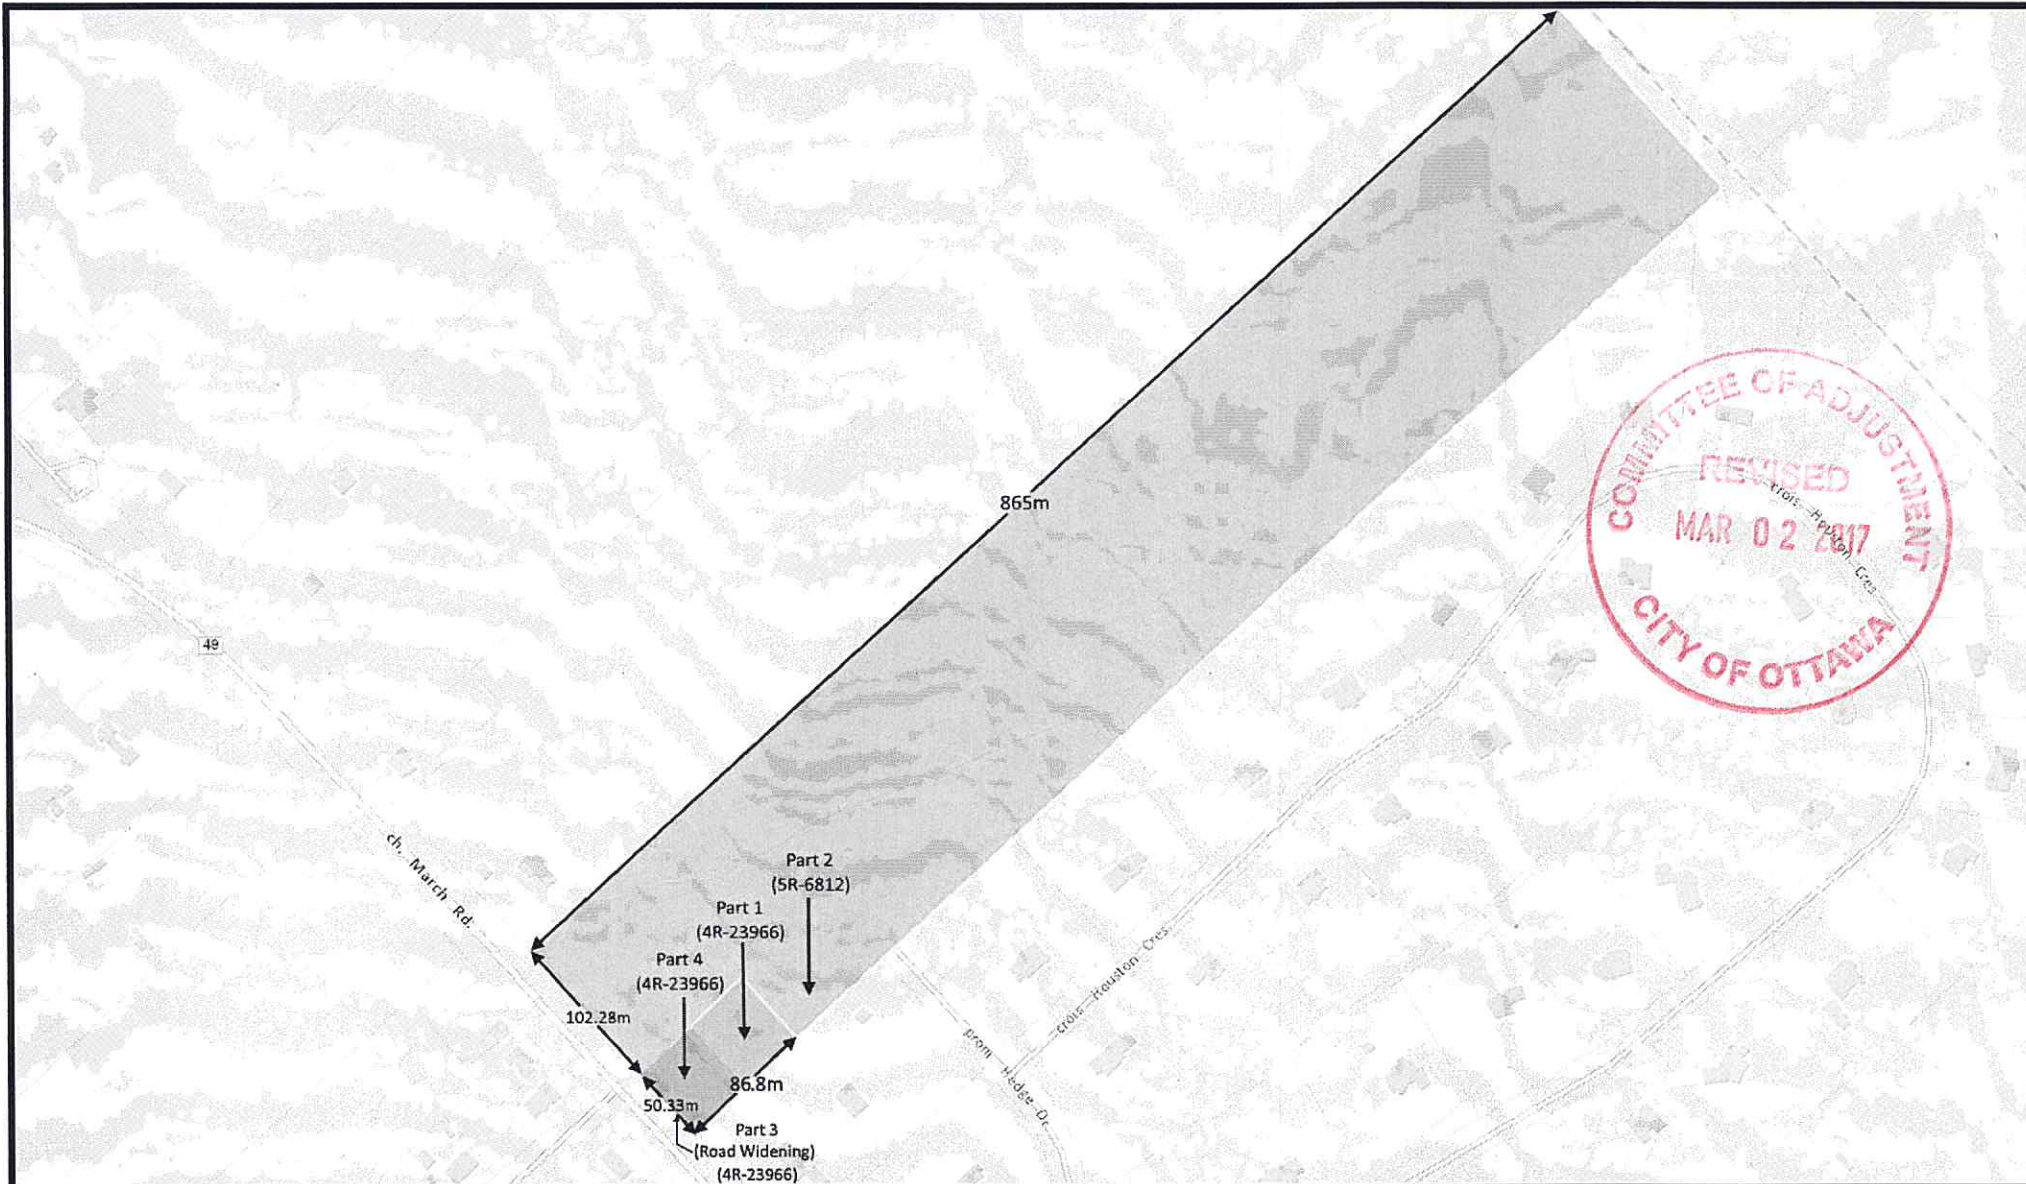 865m
COMMITTEE OF ADJUSTMENT
REVISED
MAR 02 2017
CITY OF OTTAWA
crois Houston Cres
49
ch. March Rd.
Part 2
(5R-6812)
Part 1
(4R-23966)
Part 4
(4R-23966)
102.28m
crois Houston Cres
prom Hedge Dr.
86.8m
50.33m
Part 3
(Road Widening)
(4R-23966)